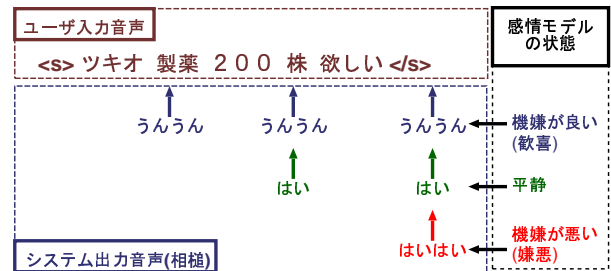 ユーザ入力音声
感情モデル
の状態
<s> ツキオ 製薬 ２００ 株 欲しい </s>
うんうん うんうん うんうん 機嫌が良い
(歓喜)
はい はい 平静
はいはい 機嫌が悪い
(嫌悪)
システム出力音声(相槌)